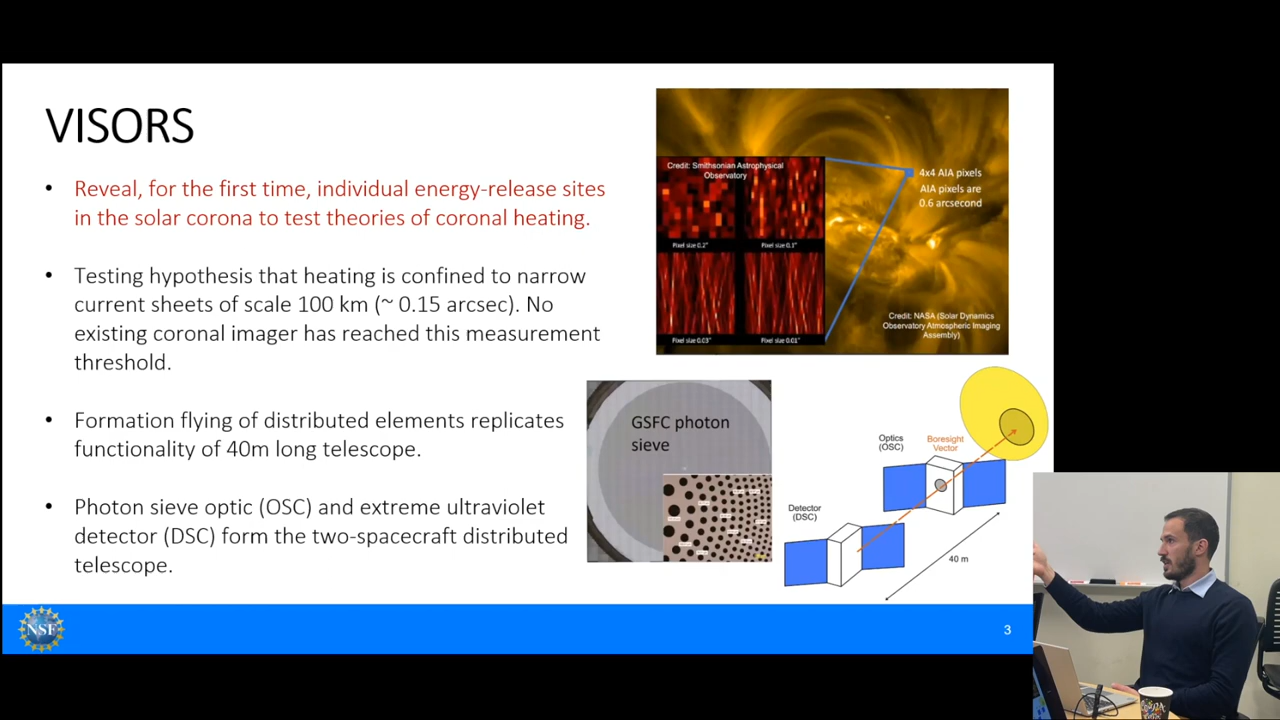 VISORS
• Reveal, for the first time, individual energy-release sites
in the solar corona to test theories of coronal heating.
• Testing hypothesis that heating is confined to narrow
current sheets of scale 100 km (~ 0.15 arcsec). No
existing coronal imager has reached this measurement
threshold.
• Formation flying of distributed elements replicates
functionality of 40m long telescope.
• Photon sieve optic (OSC) and extreme ultraviolet
detector (DSC) form the two-spacecraft distributed
telescope.
Credit: Smithsonian Astrophysical
Observatory
4x4 AIA pixels
AIA pixels are
0.6 arcsecond
Pixel size 0.2"
Pixel size 0.1"
Pixel size 0.03"
Pixel size 0.01"
Credit: NASA (Solar Dynamics
Observatory Atmospheric Imaging
Assembly)
GSFC photon
sieve
Optics
(OSC)
Boresight
Vector
Detector
(DSC)
40 m
NSF
3